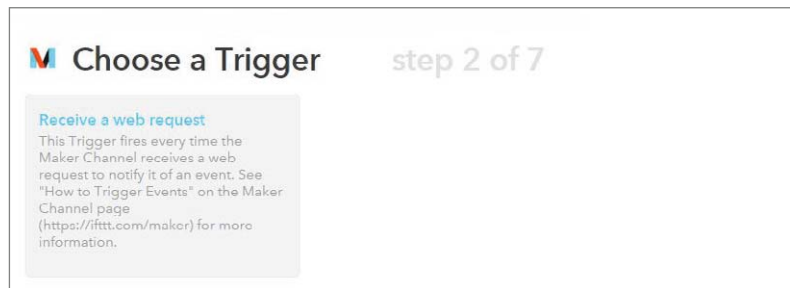 Choose a Trigger step 2 of 7
Receive a web request
This Trigger fires every time the
Maker Channel receives a web
request to notify it of an event. See
"How to Trigger Events" on the Maker
Channel page
(https://ifttt.com/maker) for more
information.